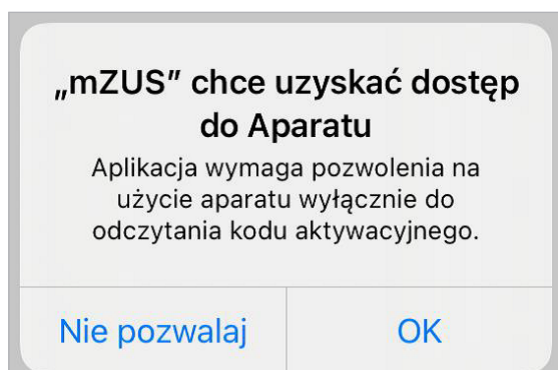 „mZUS” chce uzyskać dostęp
do Aparatu
Aplikacja wymaga pozwolenia na
użycie aparatu wyłącznie do
odczytania kodu aktywacyjnego.
Nie pozwalaj
OK